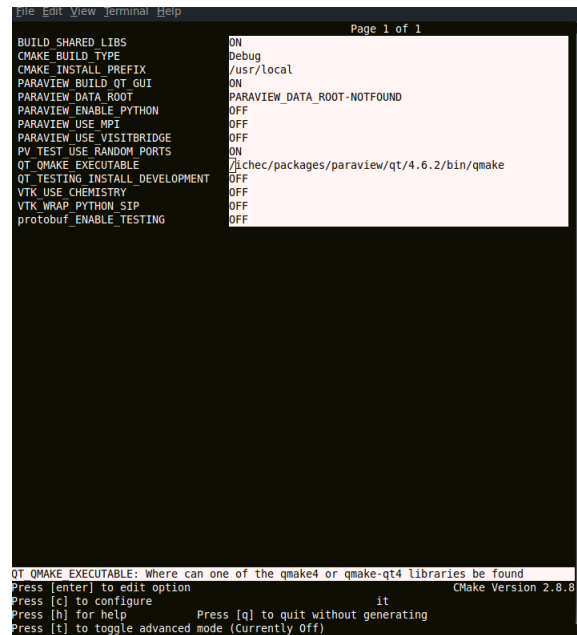 File Edit View Terminal Help
Page 1 of 1
BUILD_SHARED_LIBS ON
CMAKE_BUILD_TYPE Debug
CMAKE_INSTALL_PREFIX /usr/local
PARAVIEW_BUILD_QT_GUI ON
PARAVIEW_DATA_ROOT PARAVIEW_DATA_ROOT-NOTFOUND
PARAVIEW_ENABLE_PYTHON OFF
PARAVIEW_USE_MPI OFF
PARAVIEW_USE_VISITBRIDGE OFF
PV_TEST_USE_RANDOM_PORTS ON
QT_QMAKE_EXECUTABLE /ichec/packages/paraview/qt/4.6.2/bin/qmake
QT_TESTING_INSTALL_DEVELOPMENT OFF
VTK_USE_CHEMISTRY OFF
VTK_WRAP_PYTHON_SIP OFF
protobuf_ENABLE_TESTING OFF
QT_QMAKE_EXECUTABLE: Where can one of the qmake4 or qmake-qt4 libraries be found
Press [enter] to edit option CMake Version 2.8.8
Press [c] to configure it
Press [h] for help Press [q] to quit without generating
Press [t] to toggle advanced mode (Currently Off)